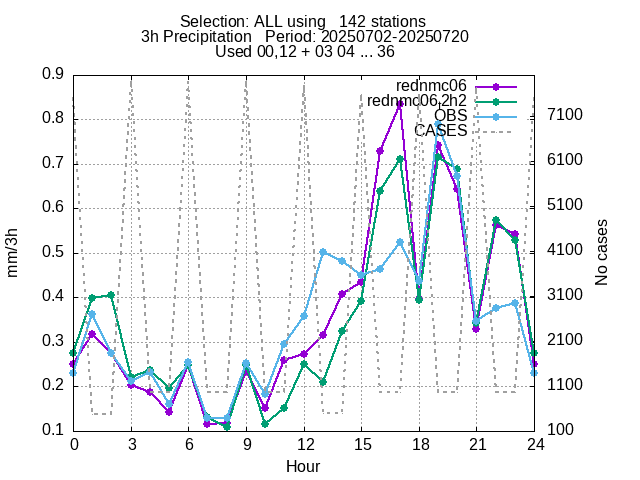 Selection: ALL using   142 stations
3h Precipitation   Period: 20250702-20250720
Used 00,12 + 03 04 ... 36
rednmc06
rednmc06.2h2
OBS
CASES
0.9
0.8
0.7
0.6
0.5
0.4
0.3
0.2
0.1
mm/3h
7100
6100
5100
4100
3100
2100
1100
100
No cases
0 3 6 9 12 15 18 21 24
Hour